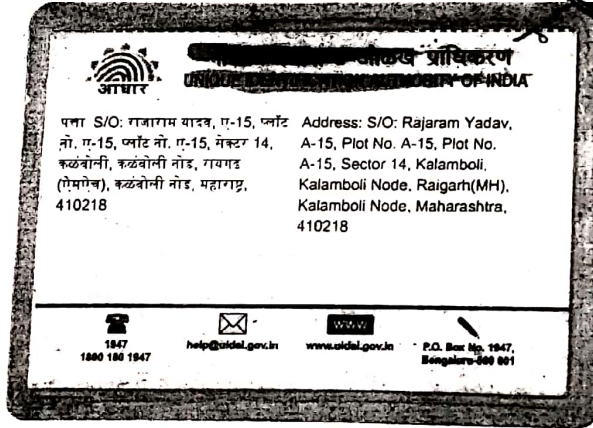 ओळख प्राधिकरण
UNIQUE OF INDIA
आधार
पत्ता S/O: राजाराम यादव, ए-15, प्लॉट
नो. ए-15, प्लॉट नो. ए-15, सेक्टर 14,
कळंबोली, कळंबोली नोड, रायगड
(ऐमऐच), कळंबोली नोड, महाराष्ट्र,
410218
Address: S/O: Rajaram Yadav,
A-15, Plot No. A-15, Plot No.
A-15, Sector 14, Kalamboli,
Kalamboli Node, Raigarh(MH),
Kalamboli Node, Maharashtra,
410218
1947
1800 180 1947
help@uidai.gov.in
www
www.uidai.gov.in
P.O. Box No. 1947,
Bengaluru-560 001